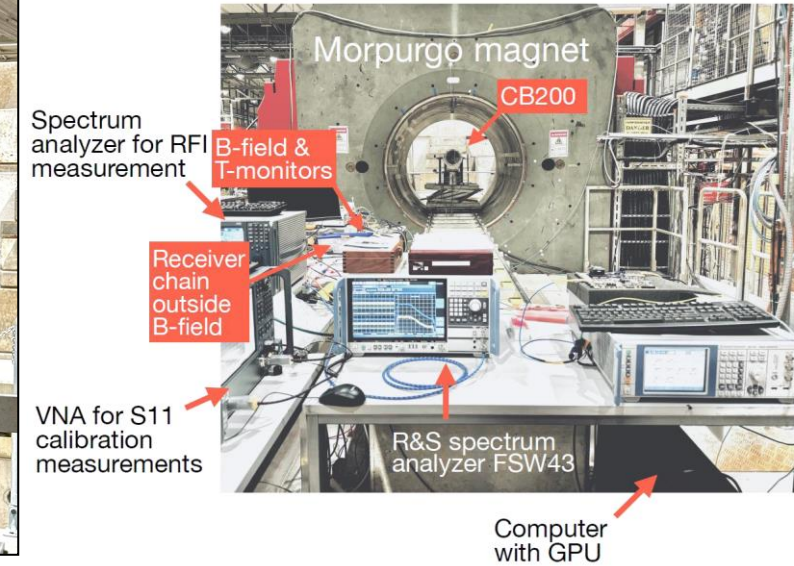 Morpurgo magnet
CB200
Spectrum
analyzer for RFI
measurement
B-field &
T-monitors
Receiver
chain
outside
B-field
VNA for S11
calibration
measurements
R&S spectrum
analyzer FSW43
Computer
with GPU